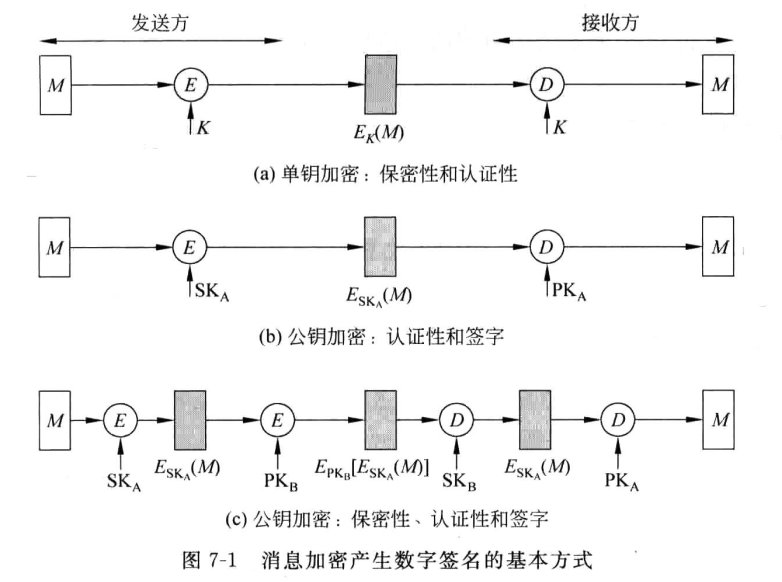 发送方 接收方
M E D M
K E_K(M) K
(a) 单钥加密：保密性和认证性
M E D M
SK_A E_{SK_A}(M) PK_A
(b) 公钥加密：认证性和签字
M E E D D M
SK_A E_{SK_A}(M) PK_B E_{PK_B}[E_{SK_A}(M)] SK_B E_{SK_A}(M) PK_A
(c) 公钥加密：保密性、认证性和签字
图 7-1 消息加密产生数字签名的基本方式